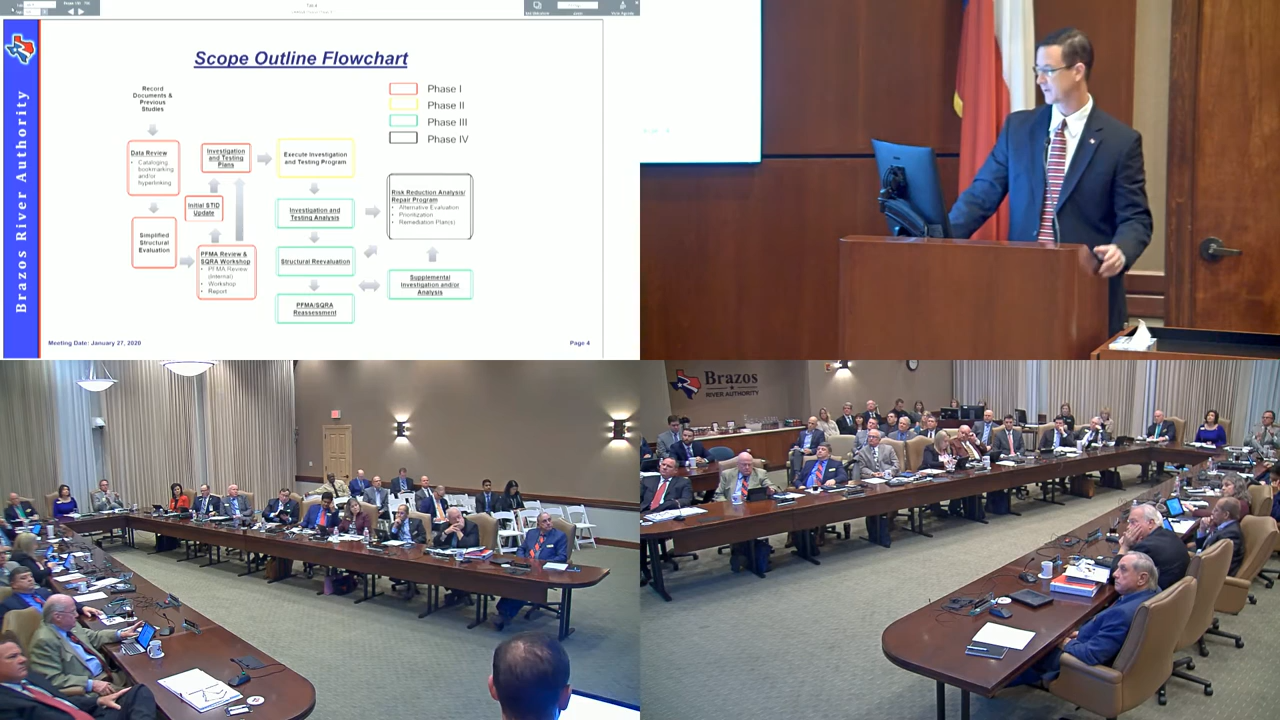 Scope Outline Flowchart
Record
Documents &
Previous
Studies
Phase I
Phase II
Phase III
Phase IV
Data Review
• Cataloging
bookmarking
and/or
hyperlinking
Investigation
and Testing
Plans
Execute Investigation
and Testing Program
Initial STID
Update
Investigation and
Testing Analysis
Risk Reduction Analysis/
Repair Program
• Alternative Evaluation
• Prioritization
• Remediation Plan(s)
Simplified
Structural
Evaluation
PFMA Review &
SQRA Workshop
• PFMA Review
(Internal)
• Workshop
• Report
Structural Reevaluation
Supplemental
Investigation and/or
Analysis
PFMA/SQRA
Reassessment
Brazos River Authority
Meeting Date: January 27, 2020
Page 4
Brazos
RIVER AUTHORITY